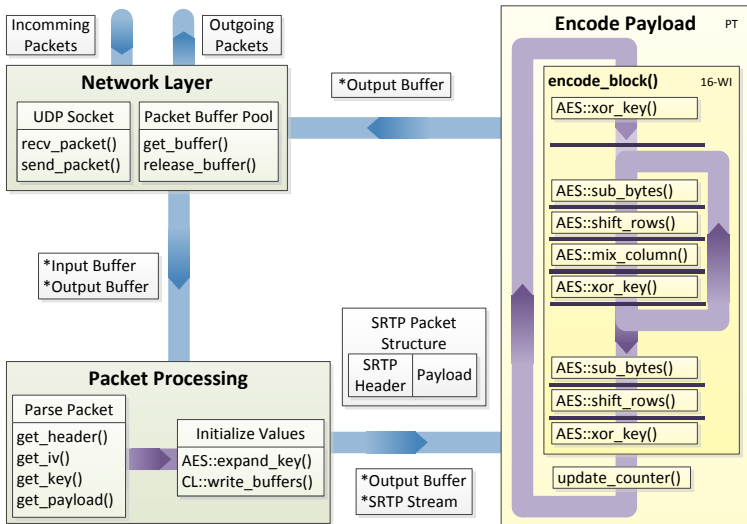 Incomming
Packets
Outgoing
Packets
Network Layer
UDP Socket
recv_packet()
send_packet()
Packet Buffer Pool
get_buffer()
release_buffer()
*Output Buffer
*Input Buffer
*Output Buffer
SRTP Packet
Structure
SRTP
Header
Payload
Packet Processing
Parse Packet
get_header()
get_iv()
get_key()
get_payload()
Initialize Values
AES::expand_key()
CL::write_buffers()
*Output Buffer
*SRTP Stream
Encode Payload
PT
encode_block()
16-WI
AES::xor_key()
AES::sub_bytes()
AES::shift_rows()
AES::mix_column()
AES::xor_key()
AES::sub_bytes()
AES::shift_rows()
AES::xor_key()
update_counter()